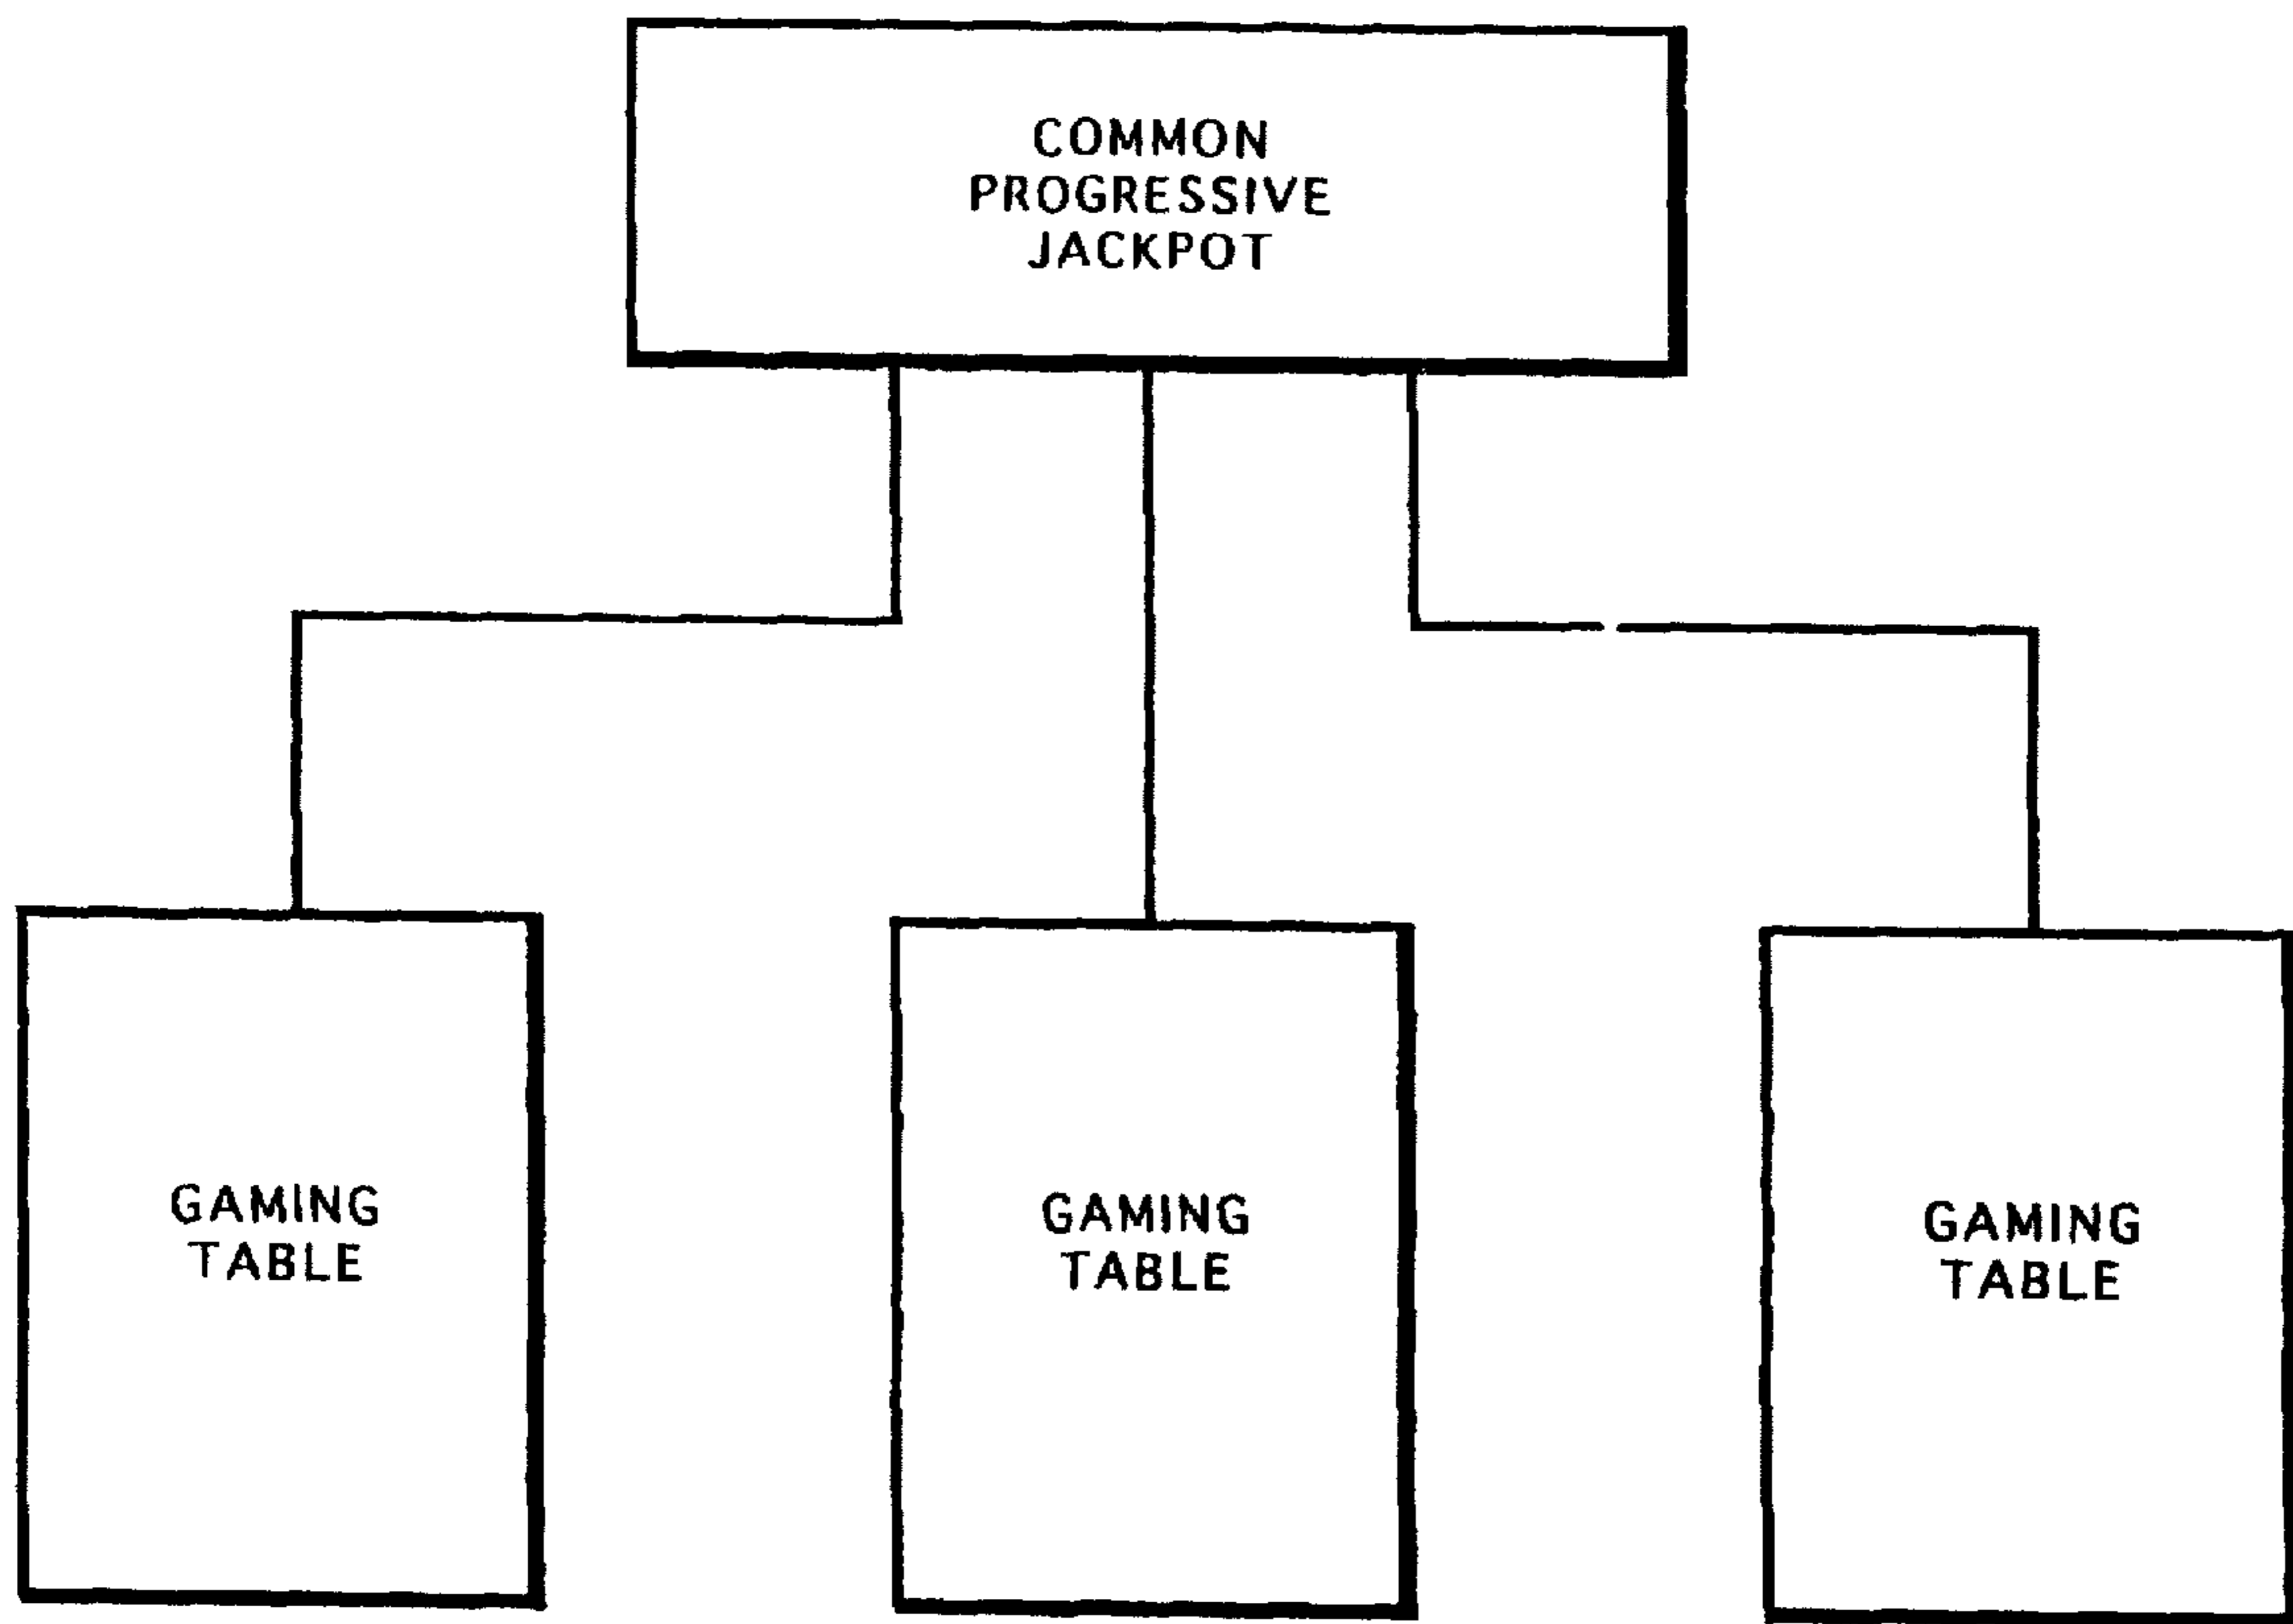 COMMON
PROGRESSIVE
JACKPOT
GAMING
TABLE
GAMING
TABLE
GAMING
TABLE